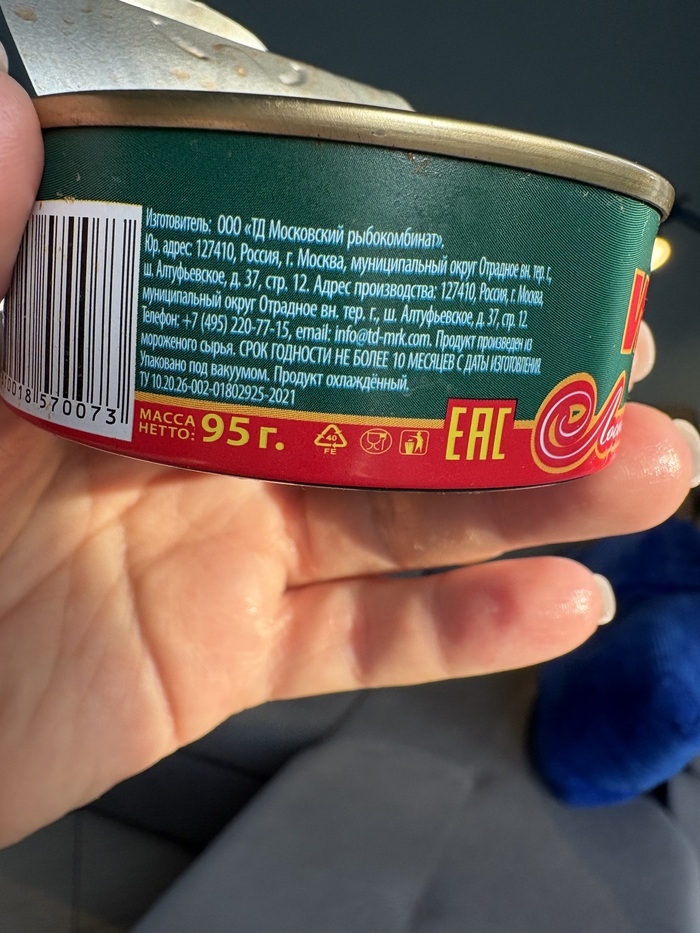 Изготовитель: ООО «ТД Московский рыбокомбинат»,
Юр. адрес: 127410, Россия, г. Москва, муниципальный округ Отрадное вн. тер. г.,
ш. Алтуфьевское, д. 37, стр. 12. Адрес производства: 127410, Россия, г. Москва,
муниципальный округ Отрадное вн. тер. г., ш. Алтуфьевское, д. 37, стр. 12.
Телефон: +7 (495) 220-77-15, email: info@td-mrk.com. Продукт произведен из
мороженого сырья. СРОК ГОДНОСТИ НЕ БОЛЕЕ 10 МЕСЯЦЕВ С ДАТЫ ИЗГОТОВЛЕНИЯ.
Упаковано под вакуумом. Продукт охлаждённый.
ТУ 10.20.26-002-01802925-2021
0018 570073
МАССА
НЕТТО: 95 г.
40
FE
EAC